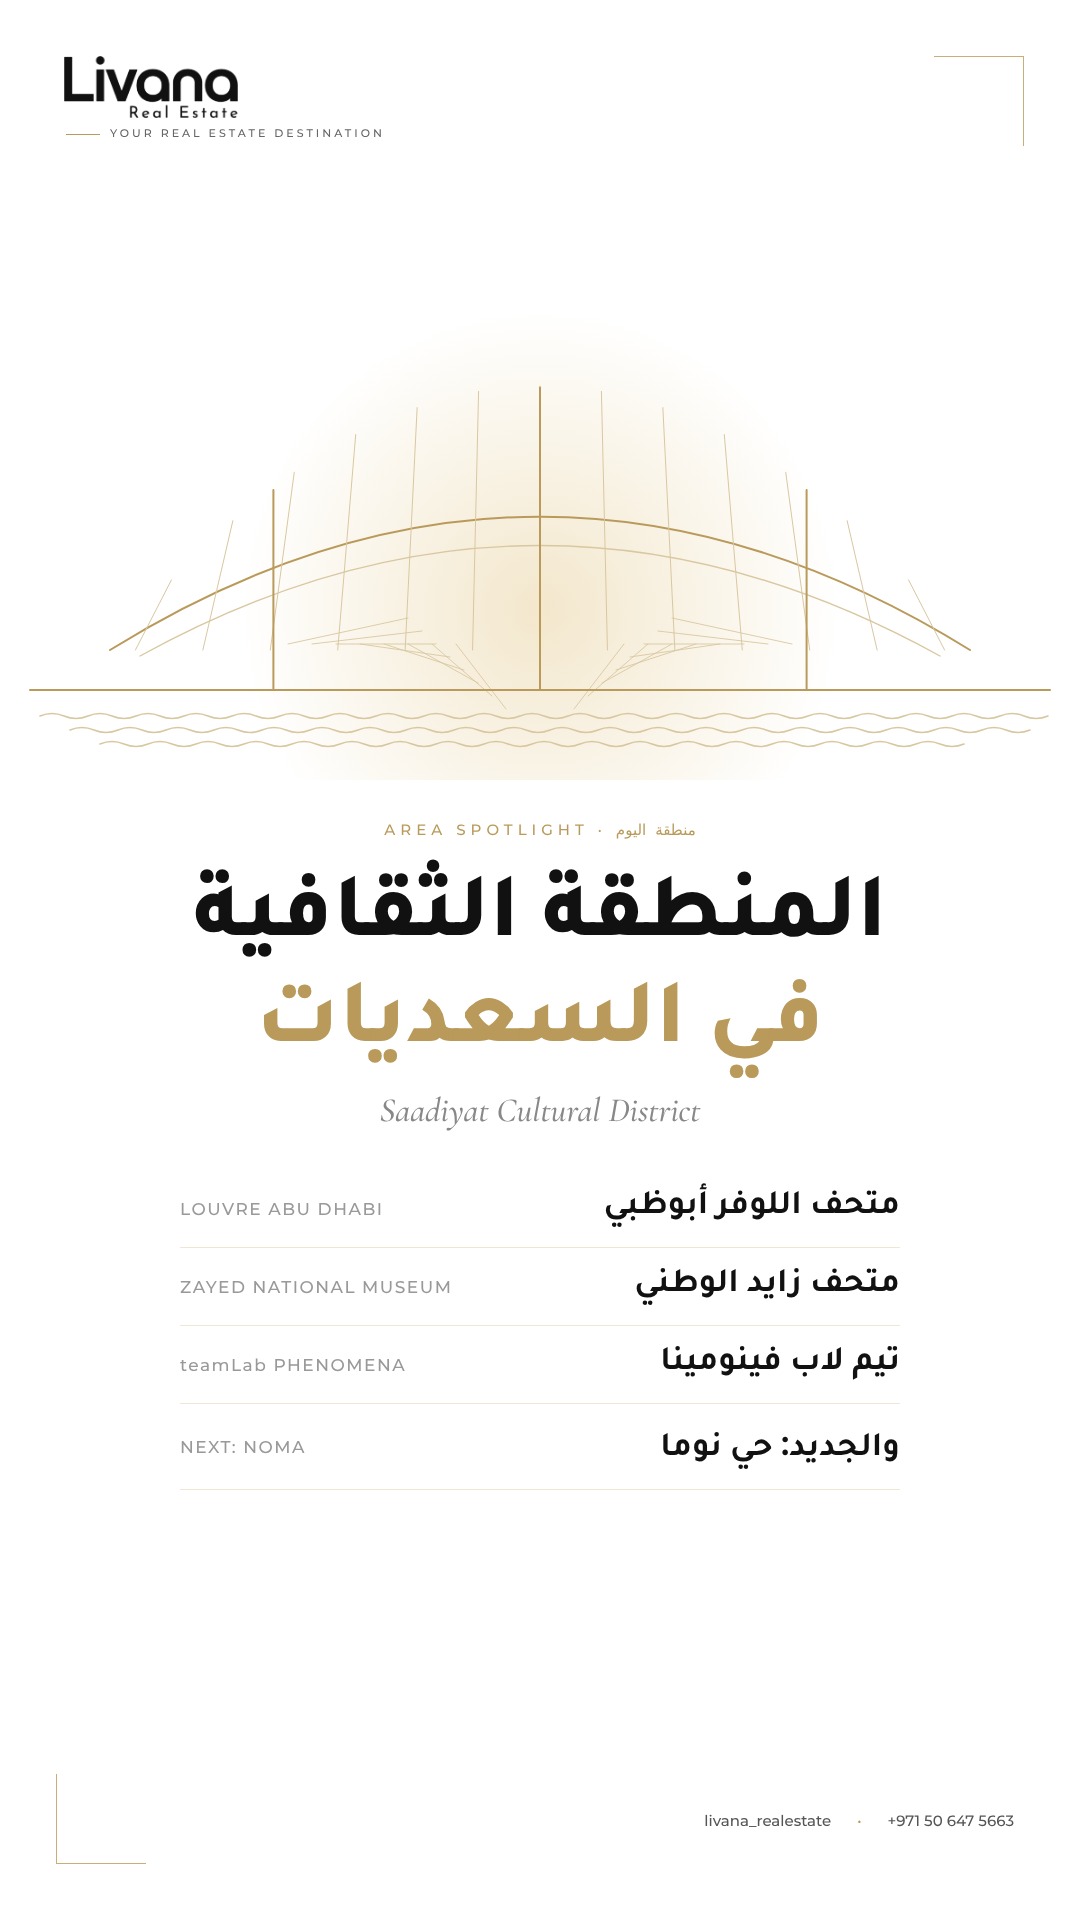 Livana
Real Estate
YOUR REAL ESTATE DESTINATION
AREA SPOTLIGHT · منطقة اليوم
المنطقة الثقافية
في السعديات
Saadiyat Cultural District
LOUVRE ABU DHABI متحف اللوفر أبوظبي
ZAYED NATIONAL MUSEUM متحف زايد الوطني
teamLab PHENOMENA تيم لاب فينومينا
NEXT: NOMA والجديد: حي نوما
livana_realestate · +971 50 647 5663